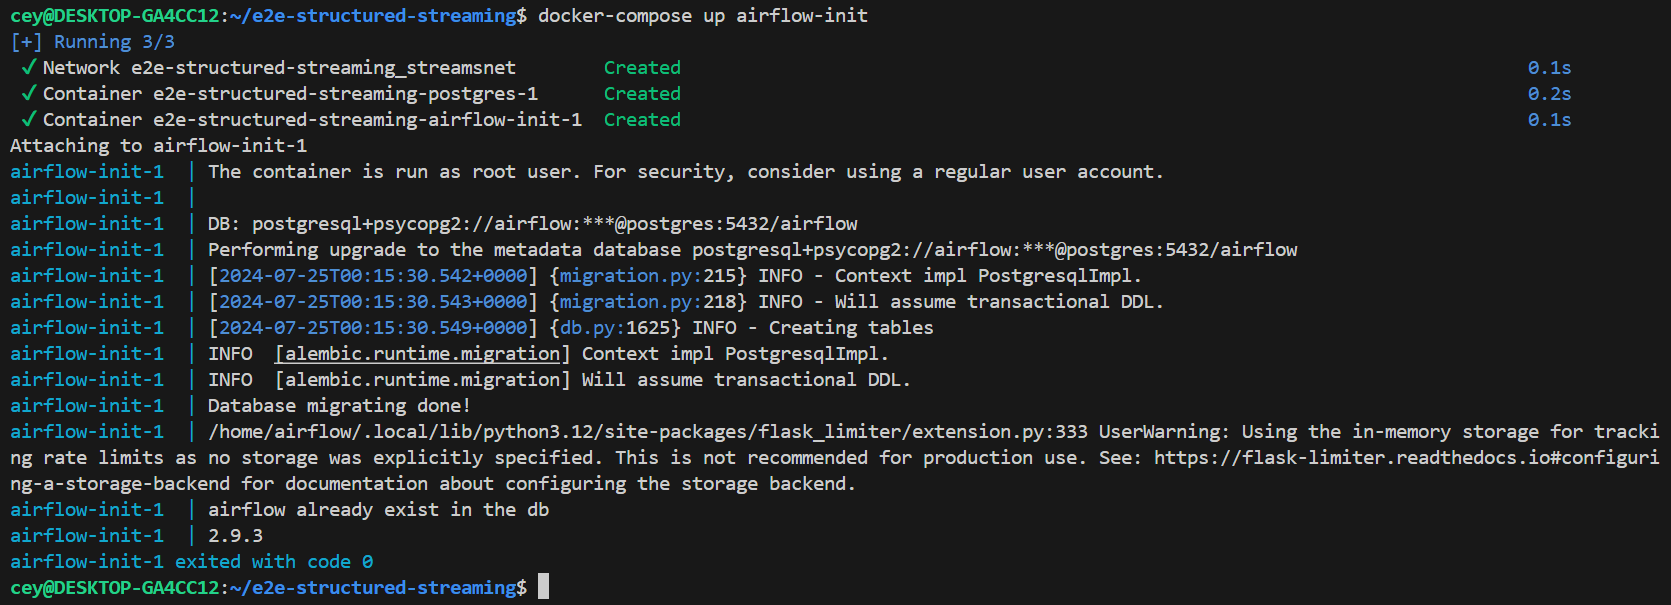 cey@DESKTOP-GA4CC12:~/e2e-structured-streaming$ docker-compose up airflow-init
[+] Running 3/3
✓ Network e2e-structured-streaming_streamsnet Created 0.1s
✓ Container e2e-structured-streaming-postgres-1 Created 0.2s
✓ Container e2e-structured-streaming-airflow-init-1 Created 0.1s
Attaching to airflow-init-1
airflow-init-1 | The container is run as root user. For security, consider using a regular user account.
airflow-init-1 |
airflow-init-1 | DB: postgresql+psycopg2://airflow:***@postgres:5432/airflow
airflow-init-1 | Performing upgrade to the metadata database postgresql+psycopg2://airflow:***@postgres:5432/airflow
airflow-init-1 | [2024-07-25T00:15:30.542+0000] {migration.py:215} INFO - Context impl PostgresqlImpl.
airflow-init-1 | [2024-07-25T00:15:30.543+0000] {migration.py:218} INFO - Will assume transactional DDL.
airflow-init-1 | [2024-07-25T00:15:30.549+0000] {db.py:1625} INFO - Creating tables
airflow-init-1 | INFO [alembic.runtime.migration] Context impl PostgresqlImpl.
airflow-init-1 | INFO [alembic.runtime.migration] Will assume transactional DDL.
airflow-init-1 | Database migrating done!
airflow-init-1 | /home/airflow/.local/lib/python3.12/site-packages/flask_limiter/extension.py:333 UserWarning: Using the in-memory storage for tracki
ng rate limits as no storage was explicitly specified. This is not recommended for production use. See: https://flask-limiter.readthedocs.io#configuri
ng-a-storage-backend for documentation about configuring the storage backend.
airflow-init-1 | airflow already exist in the db
airflow-init-1 | 2.9.3
airflow-init-1 exited with code 0
cey@DESKTOP-GA4CC12:~/e2e-structured-streaming$